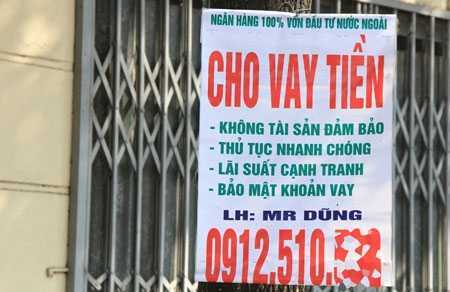 NGÂN HÀNG 100% VỐN ĐẦU TƯ NƯỚC NGOÀI
CHO VAY TIỀN
- KHÔNG TÀI SẢN ĐẢM BẢO
- THỦ TỤC NHANH CHÓNG
- LÃI SUẤT CẠNH TRANH
- BẢO MẬT KHOẢN VAY
LH: MR DŨNG
0912.510.